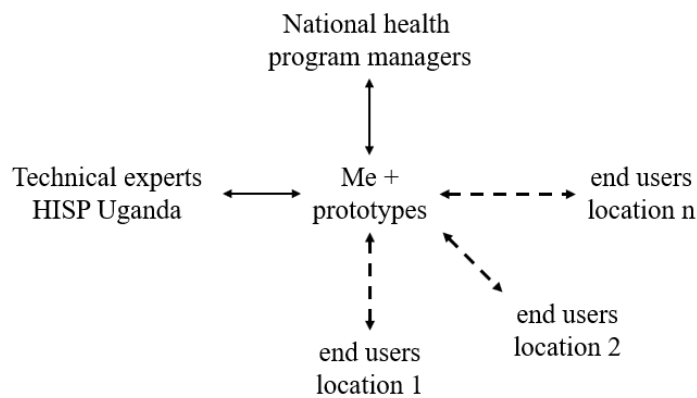 National health
program managers
Technical experts
HISP Uganda
Me +
prototypes
end users
location n
end users
location 2
end users
location 1